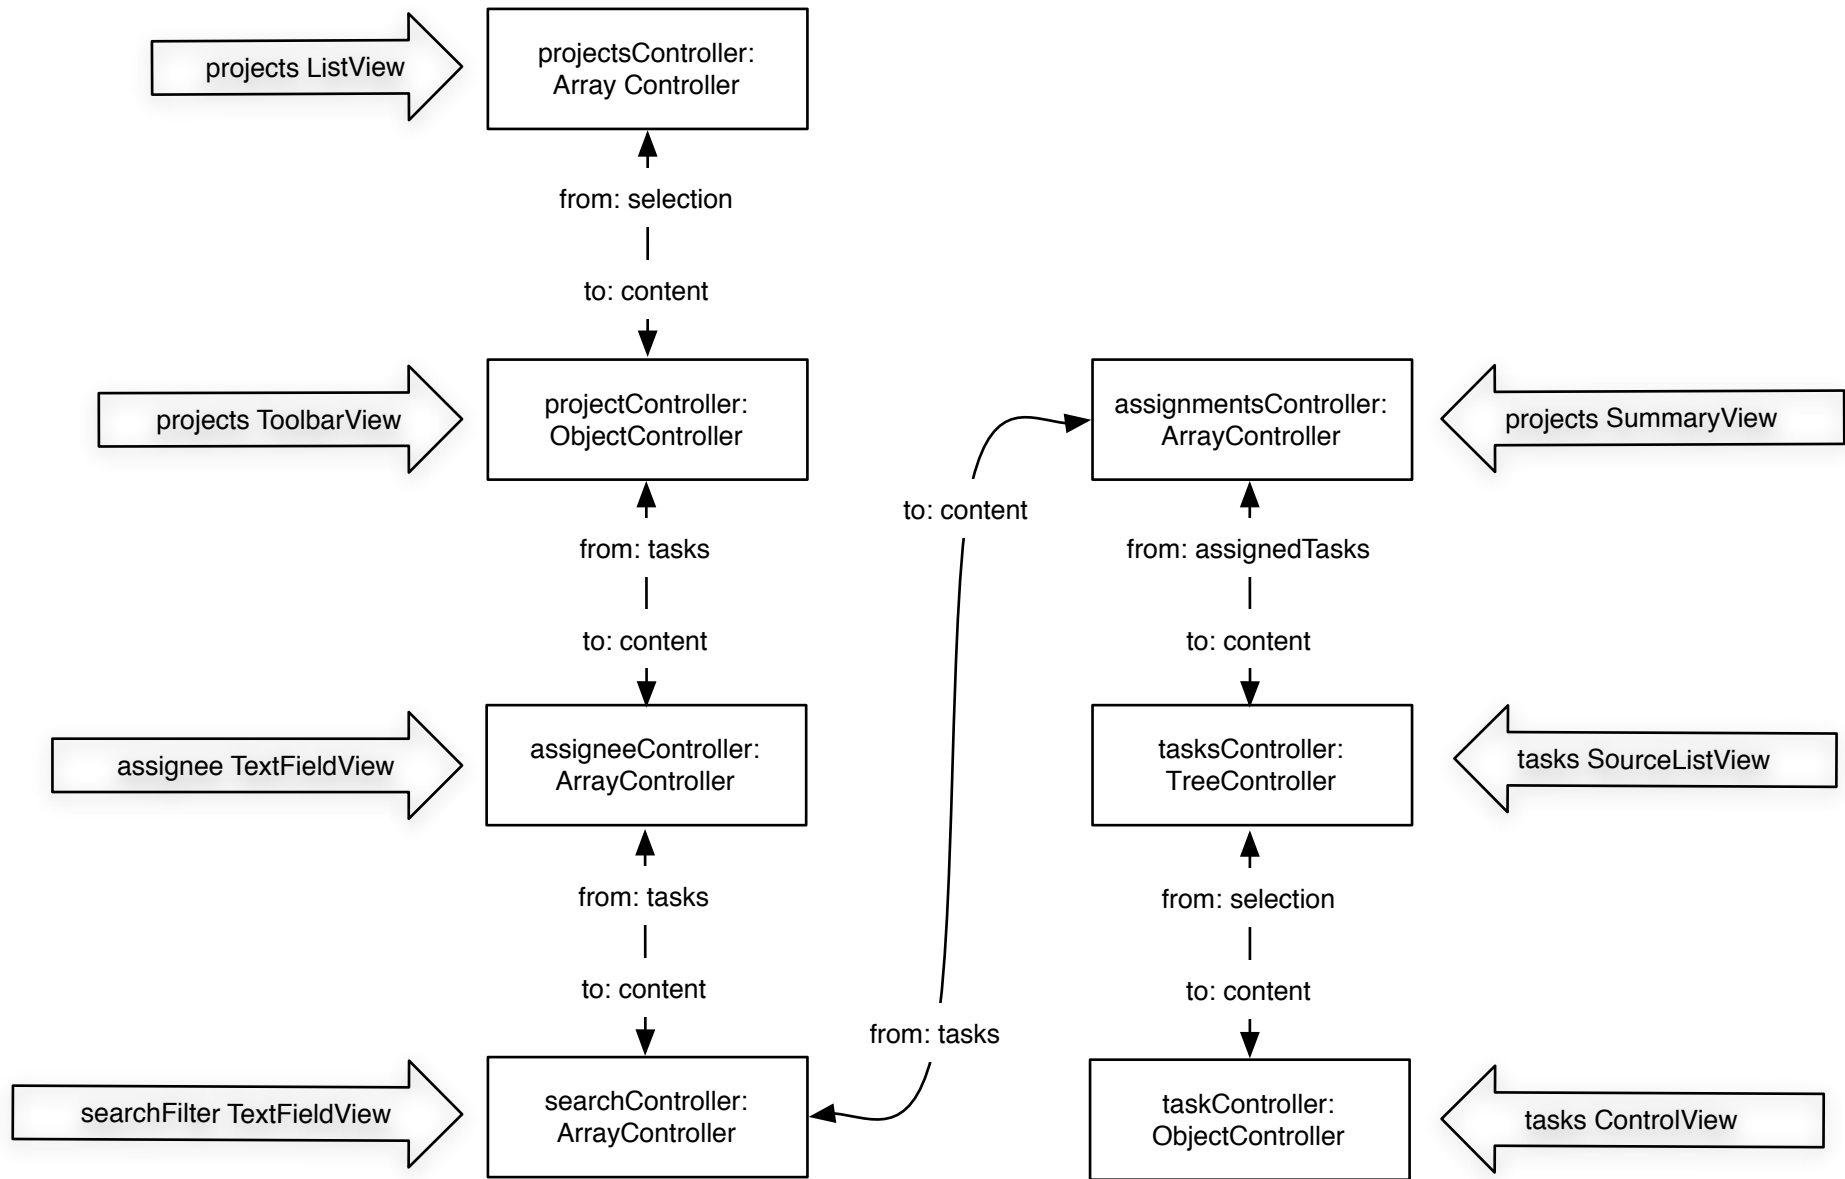 projects ListView
projectsController:
Array Controller
from: selection
to: content
projects ToolbarView
projectController:
ObjectController
from: tasks
to: content
assignee TextFieldView
assigneeController:
ArrayController
from: tasks
to: content
searchFilter TextFieldView
searchController:
ArrayController
from: tasks
to: content
assignmentsController:
ArrayController
projects SummaryView
from: assignedTasks
to: content
tasksController:
TreeController
tasks SourceListView
from: selection
to: content
taskController:
ObjectController
tasks ControlView